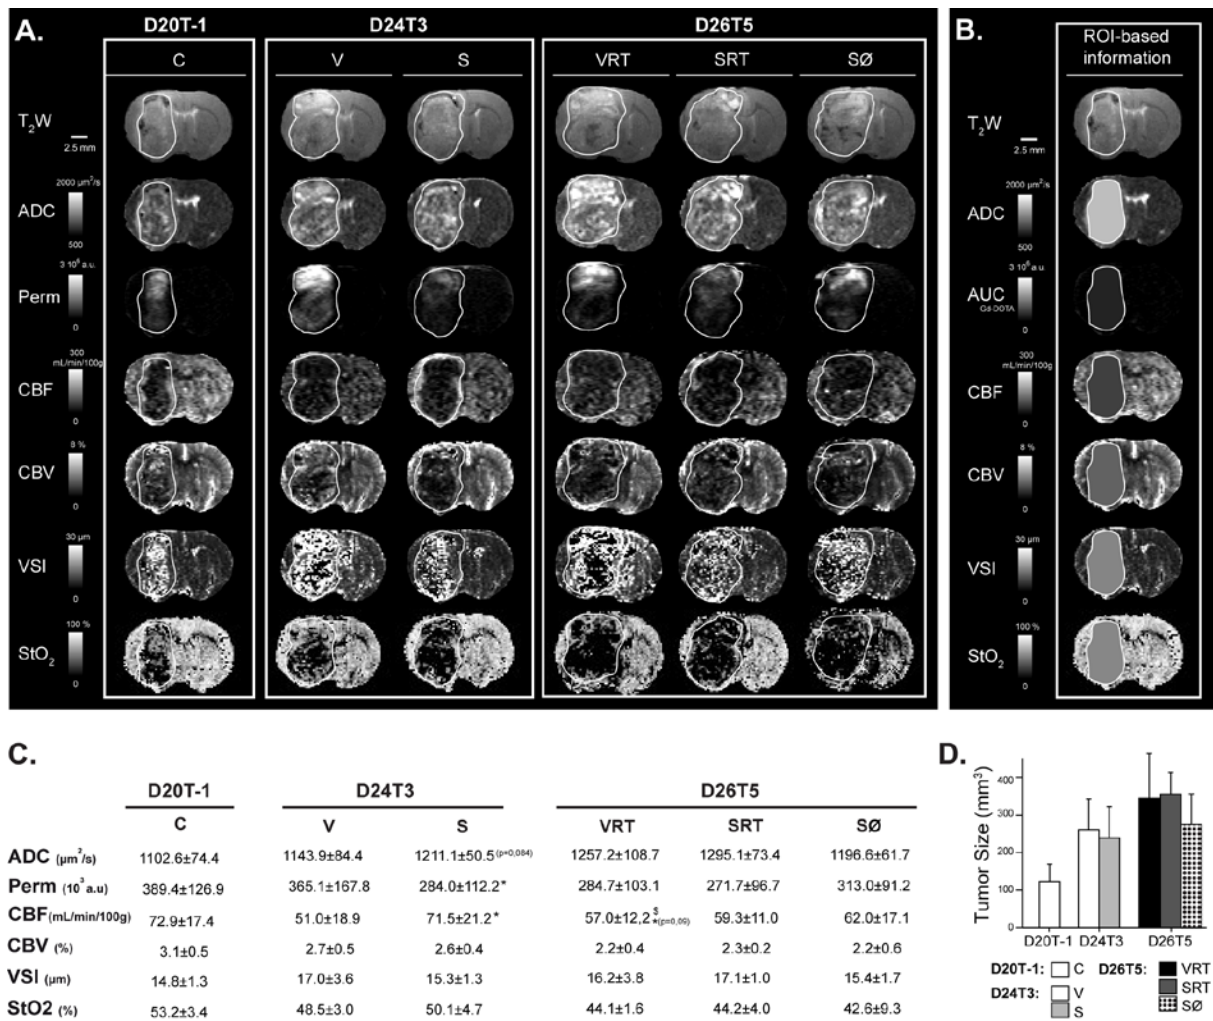 A.
D20T-1 D24T3 D26T5
C V S VRT SRT SØ
T2W
2.5 mm
2000 µm²/s
ADC
500
3 10⁶ a.u.
Perm
0
300
mL/min/100g
CBF
0
8 %
CBV
0
30 µm
VSI
0
100 %
StO2
0
B.
ROI-based
information
T2W
2.5 mm
2000 µm²/s
ADC
500
3 10⁶ a.u.
AUC
Gd-DOTA
0
300
mL/min/100g
CBF
0
8 %
CBV
0
30 µm
VSI
0
100 %
StO2
0
C.
D20T-1 D24T3 D26T5
C V S VRT SRT SØ
ADC (µm²/s) 1102.6±74.4 1143.9±84.4 1211.1±50.5(p=0,084) 1257.2±108.7 1295.1±73.4 1196.6±61.7
Perm (10³ a.u) 389.4±126.9 365.1±167.8 284.0±112.2* 284.7±103.1 271.7±96.7 313.0±91.2
CBF(mL/min/100g) 72.9±17.4 51.0±18.9 71.5±21.2* 57.0±12,2 $ *(p=0,09) 59.3±11.0 62.0±17.1
CBV (%) 3.1±0.5 2.7±0.5 2.6±0.4 2.2±0.4 2.3±0.2 2.2±0.6
VSI (µm) 14.8±1.3 17.0±3.6 15.3±1.3 16.2±3.8 17.1±1.0 15.4±1.7
StO2 (%) 53.2±3.4 48.5±3.0 50.1±4.7 44.1±1.6 44.2±4.0 42.6±9.3
D.
Tumor Size (mm³)
400
300
200
100
0
D20T-1 D24T3 D26T5
D20T-1: C D26T5: VRT
D24T3: V SRT
S SØ